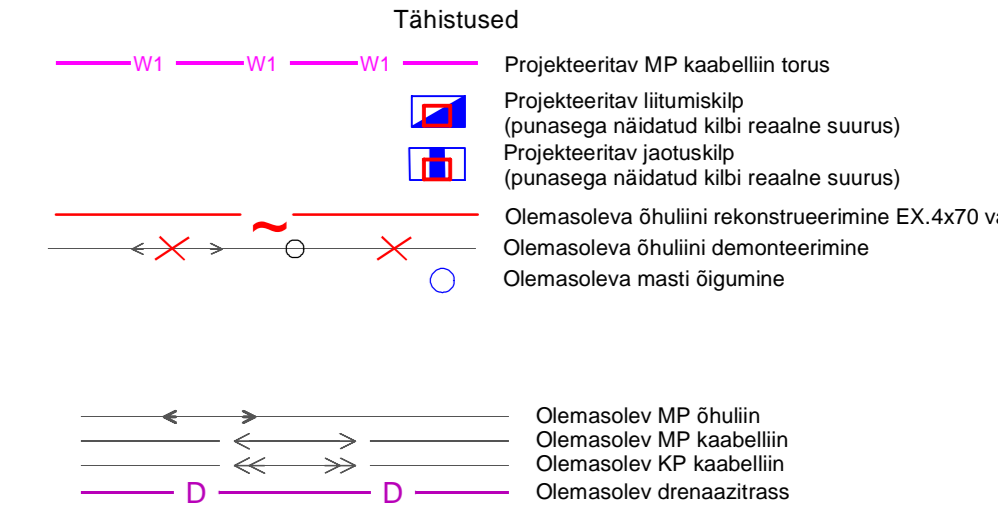 Tähistused
W1 W1 W1 Projekteeritav MP kaabelliin torus
Projekteeritav liitumiskilp
(punasega näidatud kilbi reaalne suurus)
Projekteeritav jaotuskilp
(punasega näidatud kilbi reaalne suurus)
~ Olemasoleva õhuliini rekonstrueerimine EX.4x70
Olemasoleva õhuliini demonteerimine
Olemasoleva masti õigumine
Olemasolev MP õhuliin
Olemasolev MP kaabelliin
Olemasolev KP kaabelliin
D D Olemasolev drenaazitrass